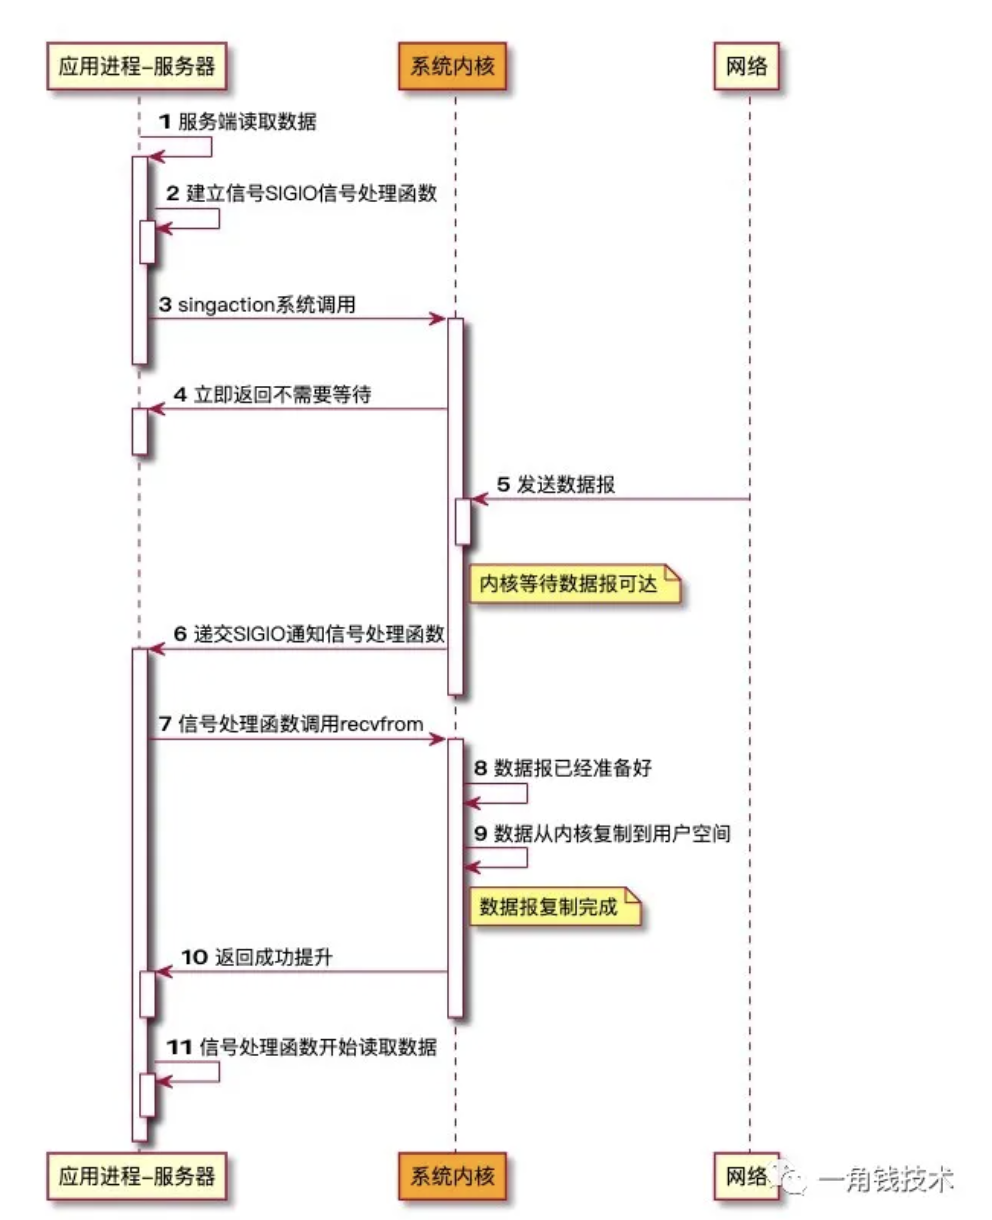 应用进程-服务器
系统内核
网络
1 服务端读取数据
2 建立信号SIGIO信号处理函数
3 singaction系统调用
4 立即返回不需要等待
5 发送数据报
内核等待数据报可达
6 递交SIGIO通知信号处理函数
7 信号处理函数调用recvfrom
8 数据报已经准备好
9 数据从内核复制到用户空间
数据报复制完成
10 返回成功提升
11 信号处理函数开始读取数据
应用进程-服务器
系统内核
网络
一角钱技术